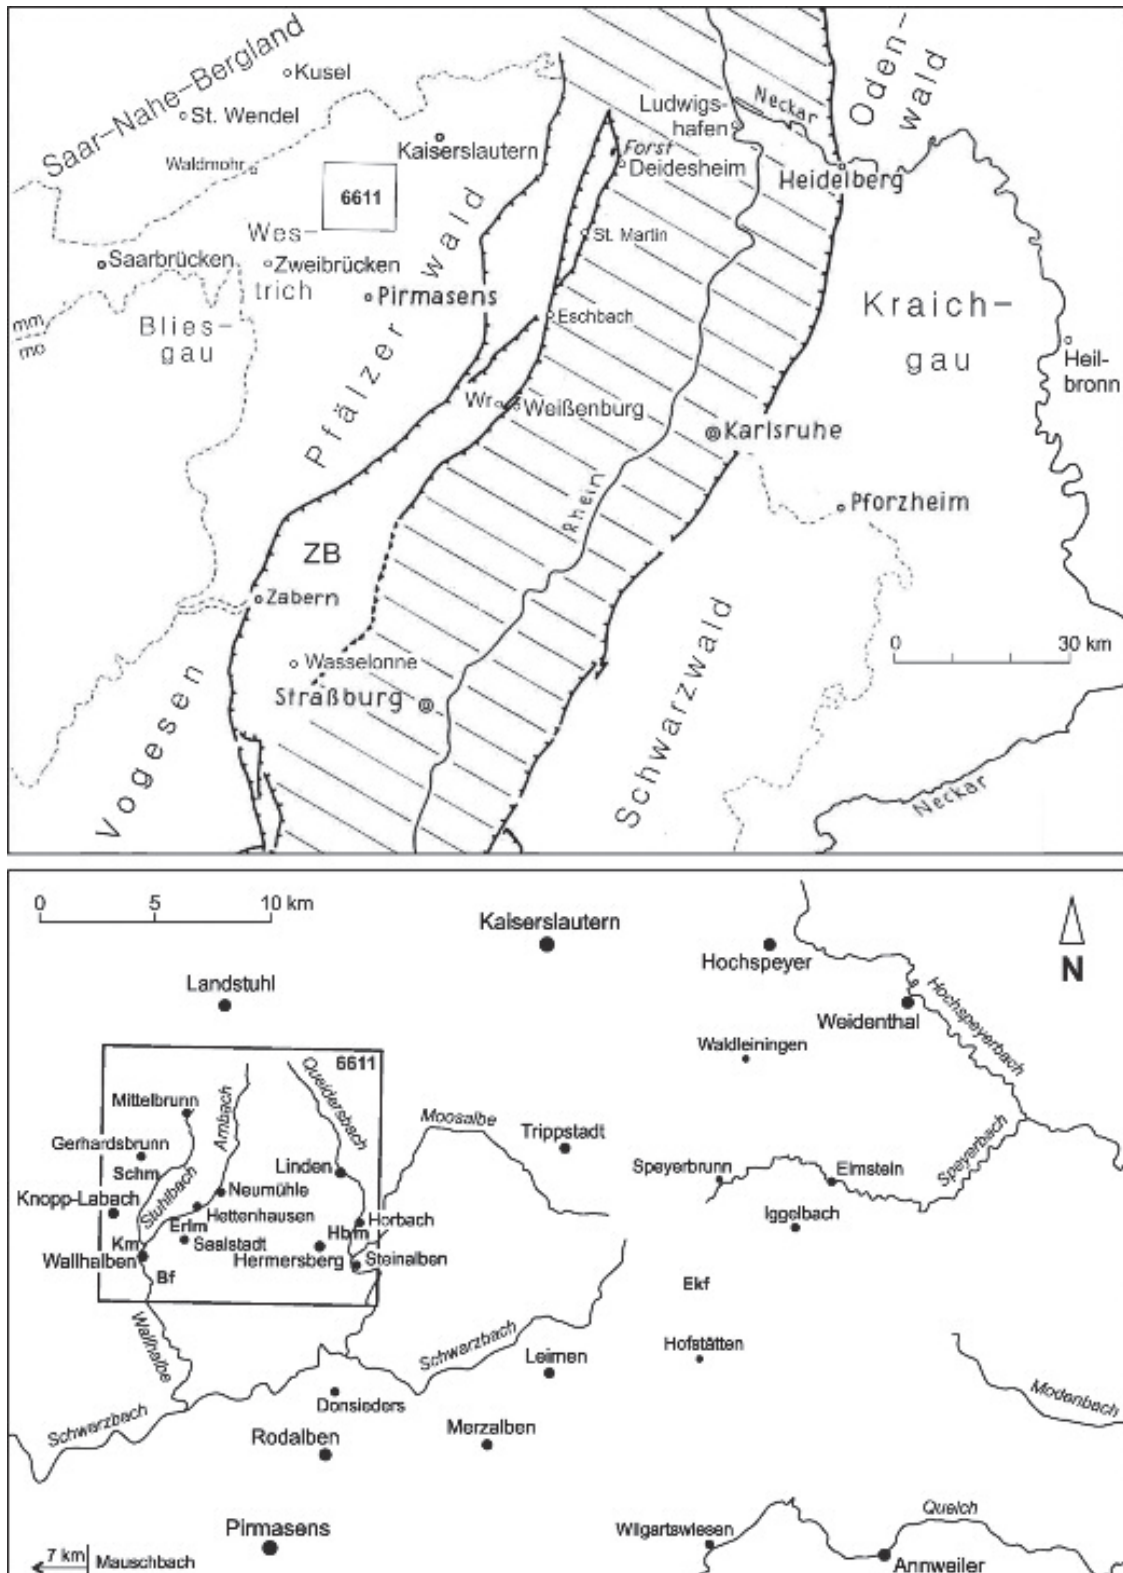 Saar-Nahe-Bergland
Kusel
St. Wendel
Waldmohr
Kaiserslautern
6611
Ludwigs-
hafen
Neckar
Oden-
wald
Forst
Deidesheim
Heidelberg
Wes-
trich
St. Martin
Saarbrücken
Zweibrücken
Pirmasens
Pfälzer
wald
mm
mo
Blies-
gau
Eschbach
Kraich-
gau
Heil-
bronn
Wr
Weißenburg
Karlsruhe
Rhein
Pforzheim
ZB
Zabern
Wasselonne
Straßburg
Vogesen
Schwarzwald
0 30 km
Neckar
0 5 10 km
Kaiserslautern
Hochspeyer
N
Landstuhl
Hochspeyerbach
Weidenthal
Waldleiningen
6611
Mittelbrunn
Arnbach
Queidersbach
Moosalbe
Trippstadt
Gerhardsbrunn
Schm
Stuhlbach
Linden
Speyerbrunn
Elmstein
Speyerbach
Knopp-Labach
Neumühle
Hettenhausen
Horbach
Iggelbach
Erlm
Saalstadt
Hbm
Km
Wallhalben
Hermersberg
Steinalben
Bf
Ekf
Wallhalbe
Schwarzbach
Leimen
Hofstätten
Donsieders
Modenbach
Schwarzbach
Rodalben
Merzalben
Pirmasens
Wilgartswiesen
Queich
Annweiler
7 km
Mauschbach